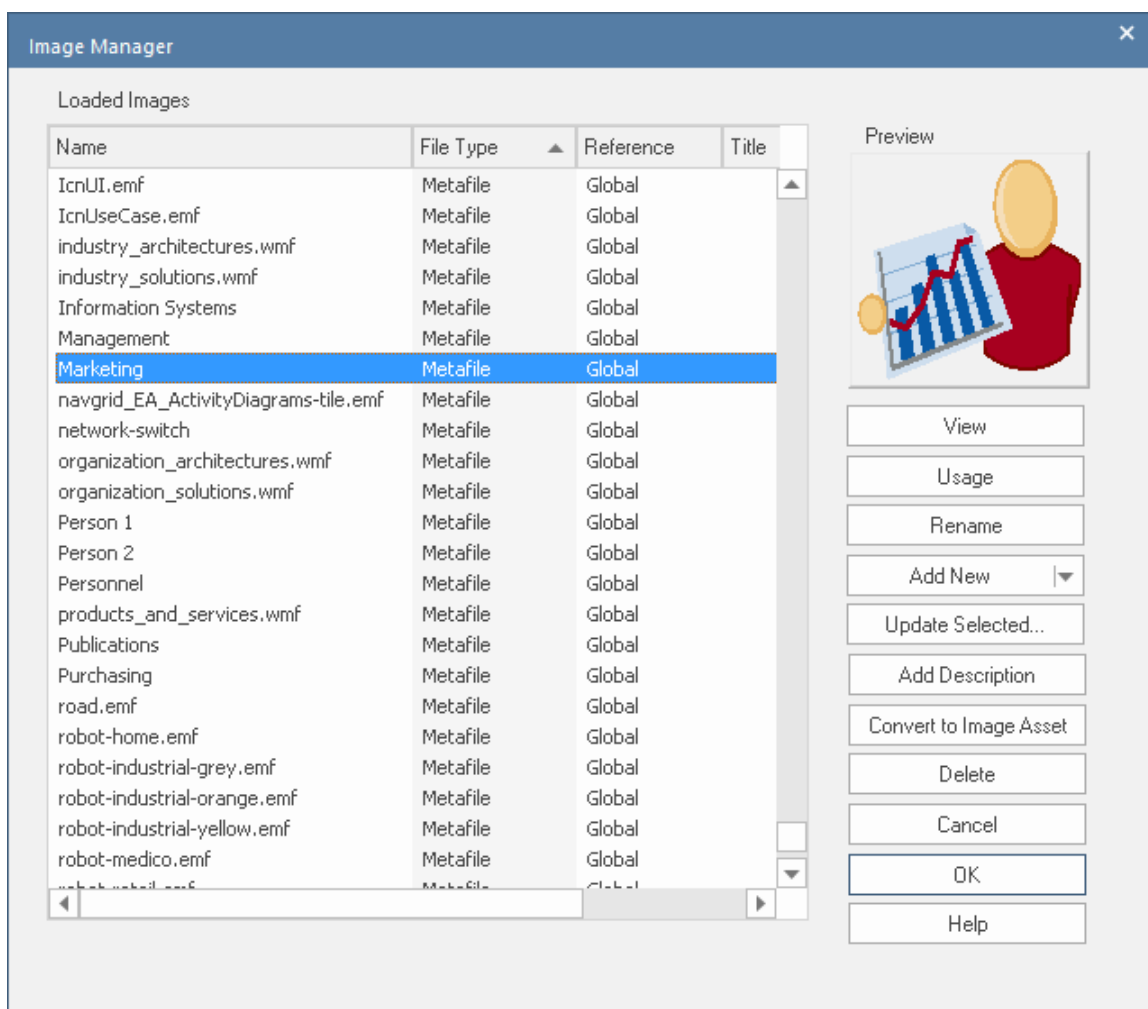 Image Manager
Loaded Images
Name File Type Reference Title
IcnUI.emf Metafile Global
IcnUseCase.emf Metafile Global
industry_architectures.wmf Metafile Global
industry_solutions.wmf Metafile Global
Information Systems Metafile Global
Management Metafile Global
Marketing Metafile Global
navgrid_EA_ActivityDiagrams-tile.emf Metafile Global
network-switch Metafile Global
organization_architectures.wmf Metafile Global
organization_solutions.wmf Metafile Global
Person 1 Metafile Global
Person 2 Metafile Global
Personnel Metafile Global
products_and_services.wmf Metafile Global
Publications Metafile Global
Purchasing Metafile Global
road.emf Metafile Global
robot-home.emf Metafile Global
robot-industrial-grey.emf Metafile Global
robot-industrial-orange.emf Metafile Global
robot-industrial-yellow.emf Metafile Global
robot-medico.emf Metafile Global
Preview
View
Usage
Rename
Add New
Update Selected...
Add Description
Convert to Image Asset
Delete
Cancel
OK
Help